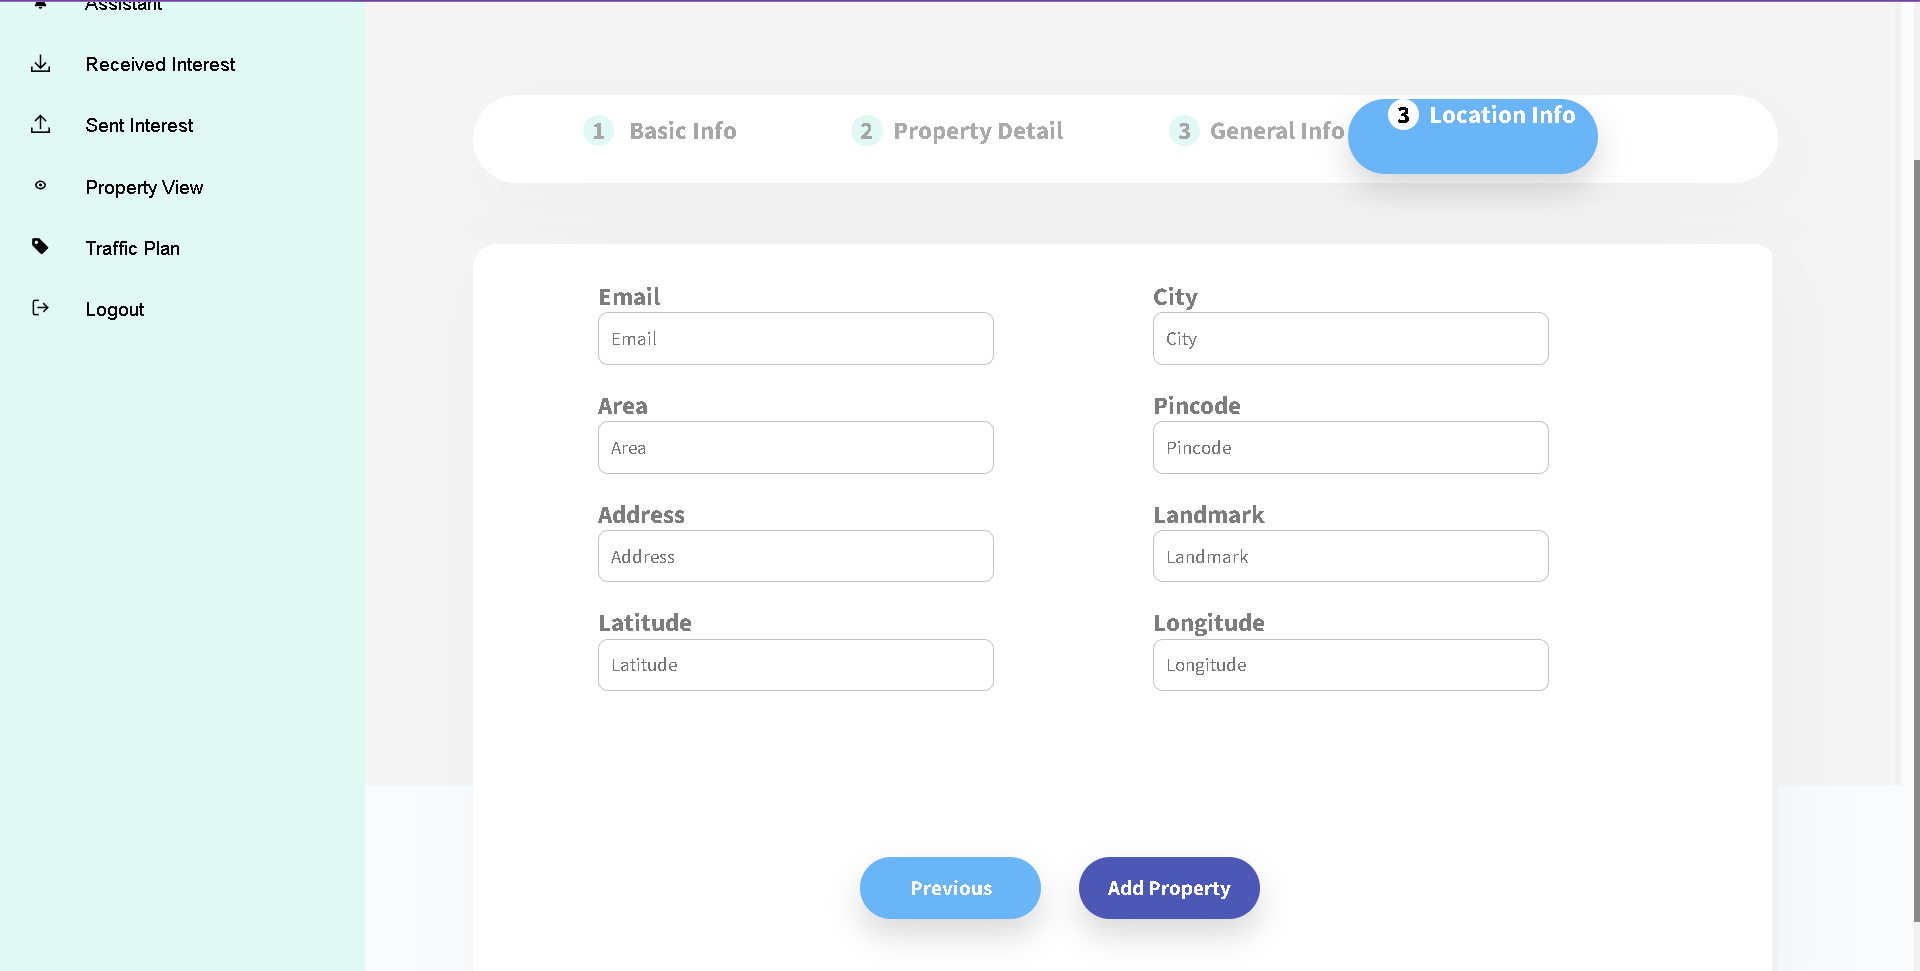 Assistant
Received Interest
Sent Interest
Property View
Traffic Plan
Logout
1 Basic Info
2 Property Detail
3 General Info
3 Location Info
Email
Email
City
City
Area
Area
Pincode
Pincode
Address
Address
Landmark
Landmark
Latitude
Latitude
Longitude
Longitude
Previous
Add Property